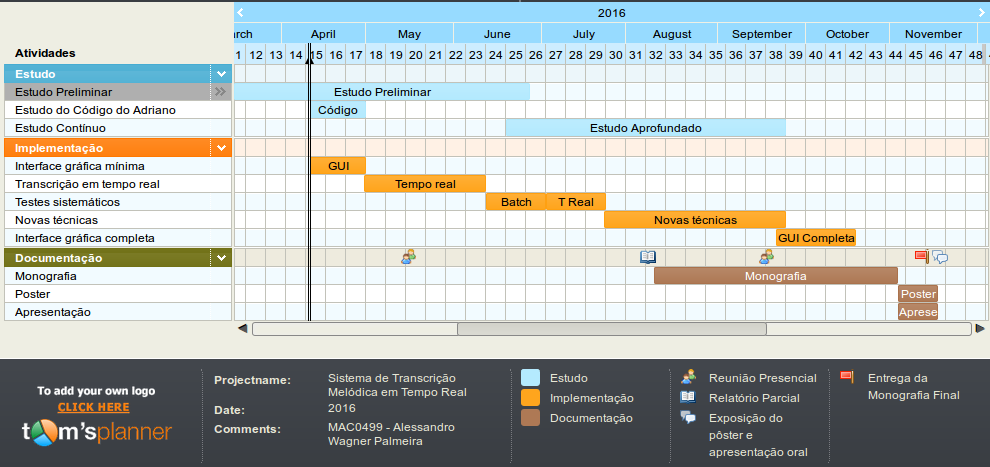 2016
rch April May June July August September October November
1 12 13 14 15 16 17 18 19 20 21 22 23 24 25 26 27 28 29 30 31 32 33 34 35 36 37 38 39 40 41 42 43 44 45 46 47 48
Atividades
Estudo
Estudo Preliminar Estudo Preliminar
Estudo do Código do Adriano Código
Estudo Contínuo Estudo Aprofundado
Implementação
Interface gráfica mínima GUI
Transcrição em tempo real Tempo real
Testes sistemáticos Batch T Real
Novas técnicas Novas técnicas
Interface gráfica completa GUI Completa
Documentação
Monografia Monografia
Poster Poster
Apresentação Aprese
To add your own logo
CLICK HERE
tom'splanner
Projectname: Sistema de Transcrição
Melódica em Tempo Real
Date: 2016
Comments: MAC0499 - Alessandro
Wagner Palmeira
Estudo
Implementação
Documentação
Reunião Presencial
Relatório Parcial
Exposição do
pôster e
apresentação oral
Entrega da
Monografia Final